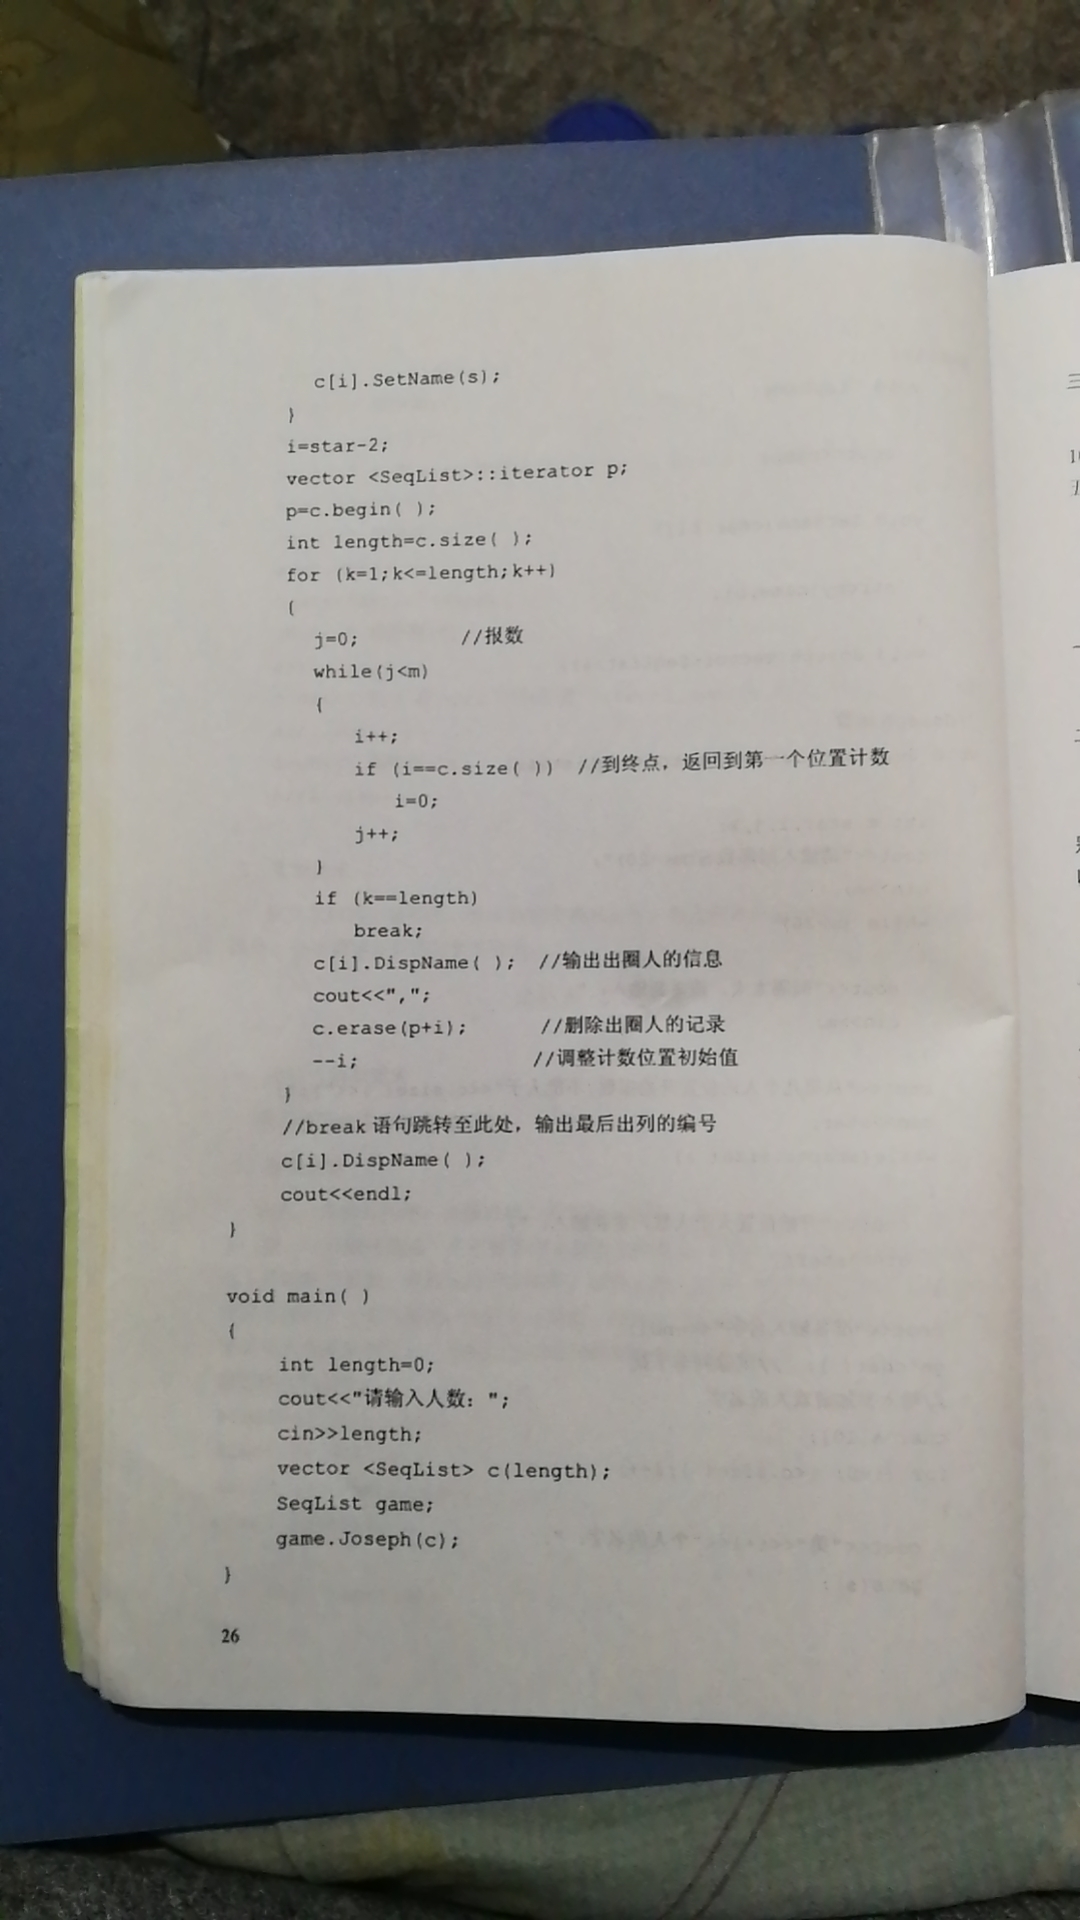 c[i].SetName(s);
}
i=star-2;
vector <SeqList>::iterator p;
p=c.begin( );
int length=c.size( );
for (k=1;k<=length;k++)
{
j=0; //报数
while(j<m)
{
i++;
if (i==c.size( )) //到终点，返回到第一个位置计数
i=0;
j++;
}
if (k==length)
break;
c[i].DispName( ); //输出出圈人的信息
cout<<",";
c.erase(p+i); //删除出圈人的记录
--i; //调整计数位置初始值
}
//break 语句跳转至此处，输出最后出列的编号
c[i].DispName( );
cout<<endl;
}
void main( )
{
int length=0;
cout<<"请输入人数：";
cin>>length;
vector <SeqList> c(length);
SeqList game;
game.Joseph(c);
}
26